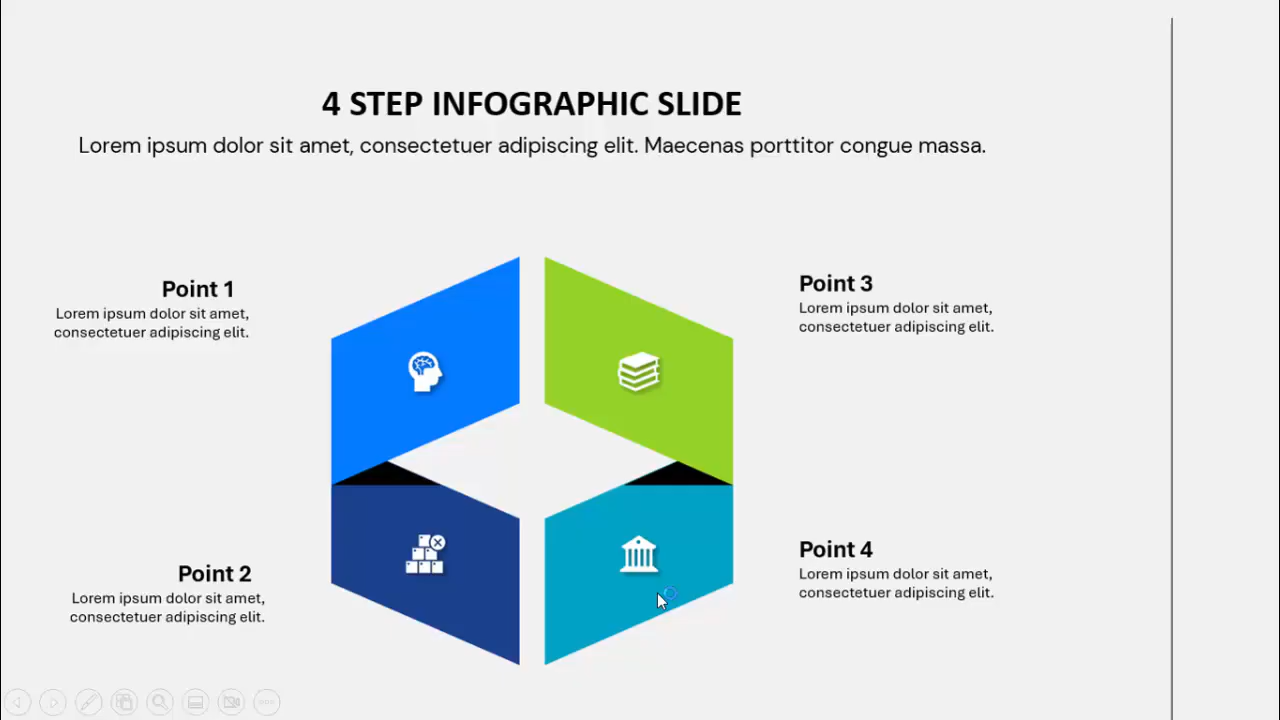 4 STEP INFOGRAPHIC SLIDE
Lorem ipsum dolor sit amet, consectetuer adipiscing elit. Maecenas porttitor congue massa.
Point 1
Lorem ipsum dolor sit amet,
consectetuer adipiscing elit.
Point 2
Lorem ipsum dolor sit amet,
consectetuer adipiscing elit.
Point 3
Lorem ipsum dolor sit amet,
consectetuer adipiscing elit.
Point 4
Lorem ipsum dolor sit amet,
consectetuer adipiscing elit.